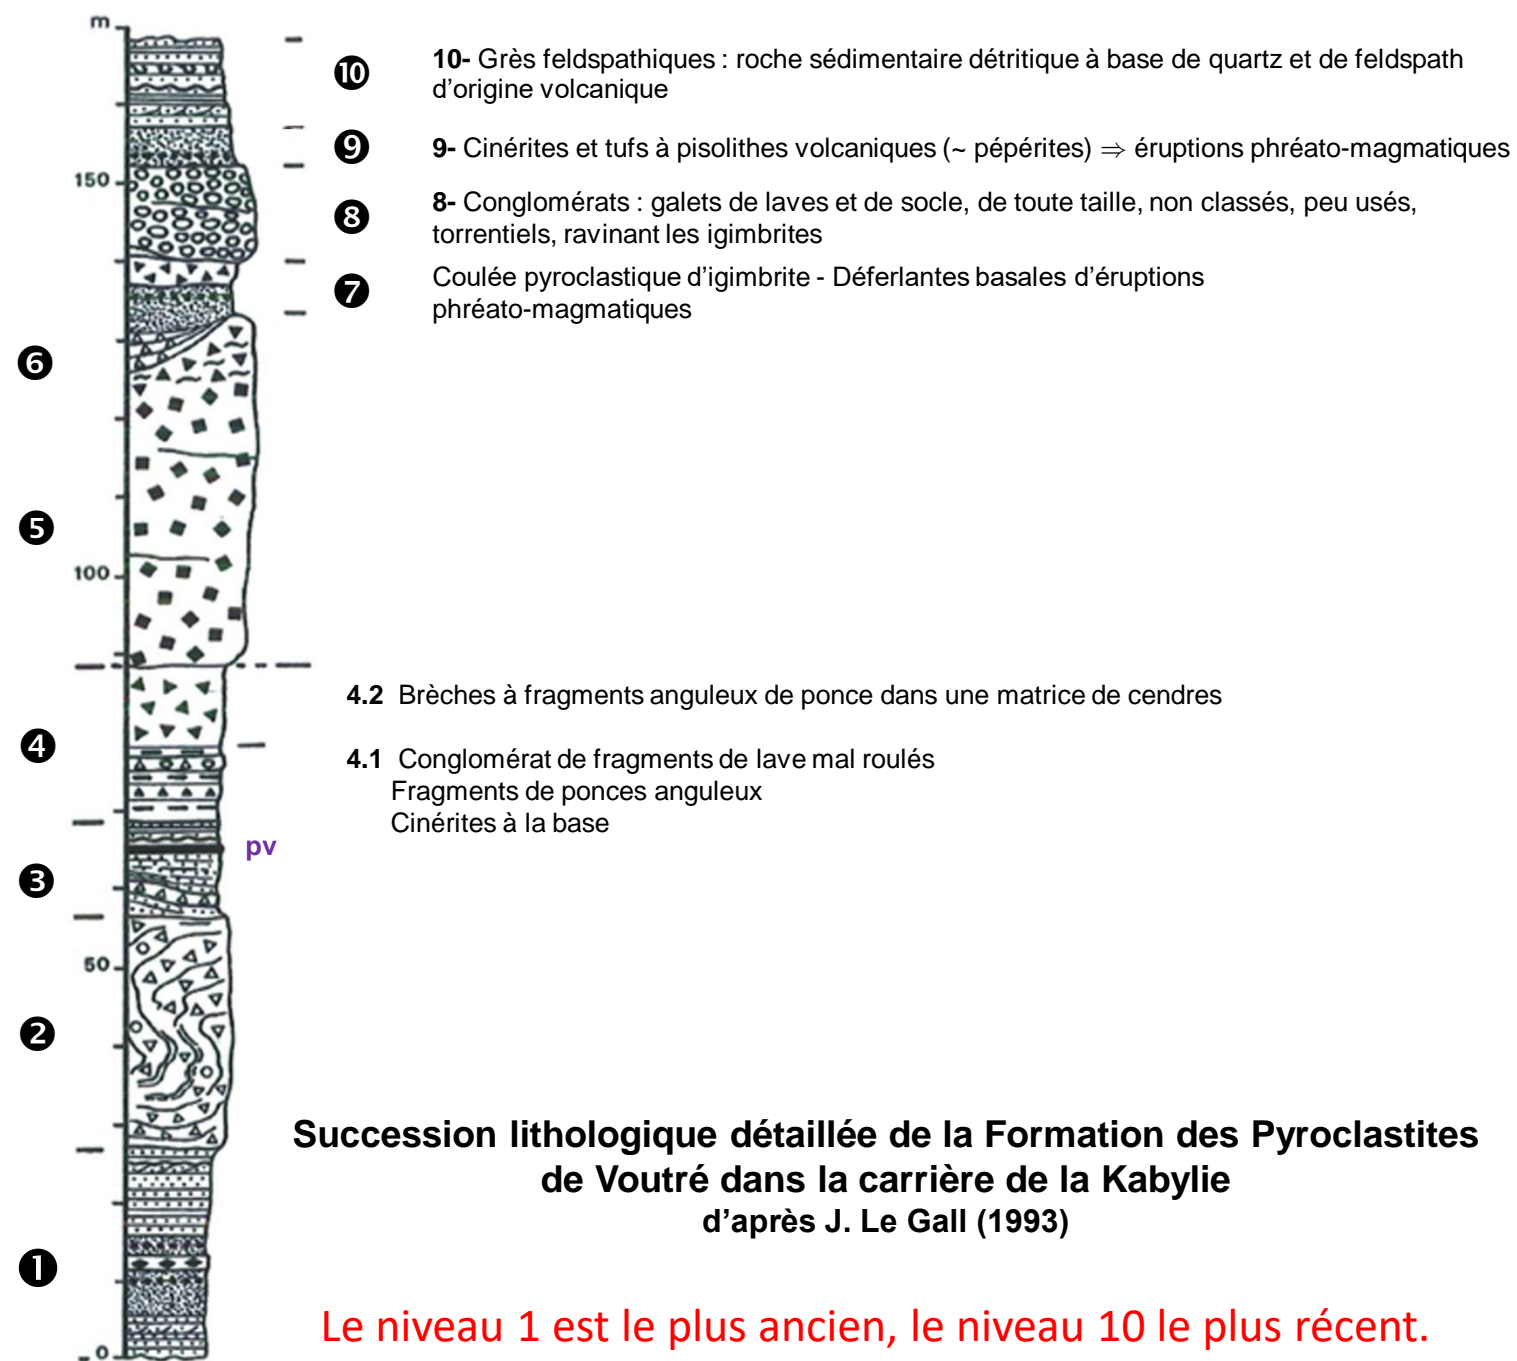 m
❿
10- Grès feldspathiques : roche sédimentaire détritique à base de quartz et de feldspath
d'origine volcanique
❾
9- Cinérites et tufs à pisolithes volcaniques (~ pépérites) ⇒ éruptions phréato-magmatiques
150
❽
8- Conglomérats : galets de laves et de socle, de toute taille, non classés, peu usés,
torrentiels, ravinant les igimbrites
❼
Coulée pyroclastique d'igimbrite - Déferlantes basales d'éruptions
phréato-magmatiques
❻
❺
100
4.2 Brèches à fragments anguleux de ponce dans une matrice de cendres
❹
4.1 Conglomérat de fragments de lave mal roulés
Fragments de ponces anguleux
Cinérites à la base
pv
❸
50
❷
Succession lithologique détaillée de la Formation des Pyroclastites
de Voutré dans la carrière de la Kabylie
d'après J. Le Gall (1993)
❶
Le niveau 1 est le plus ancien, le niveau 10 le plus récent.
0